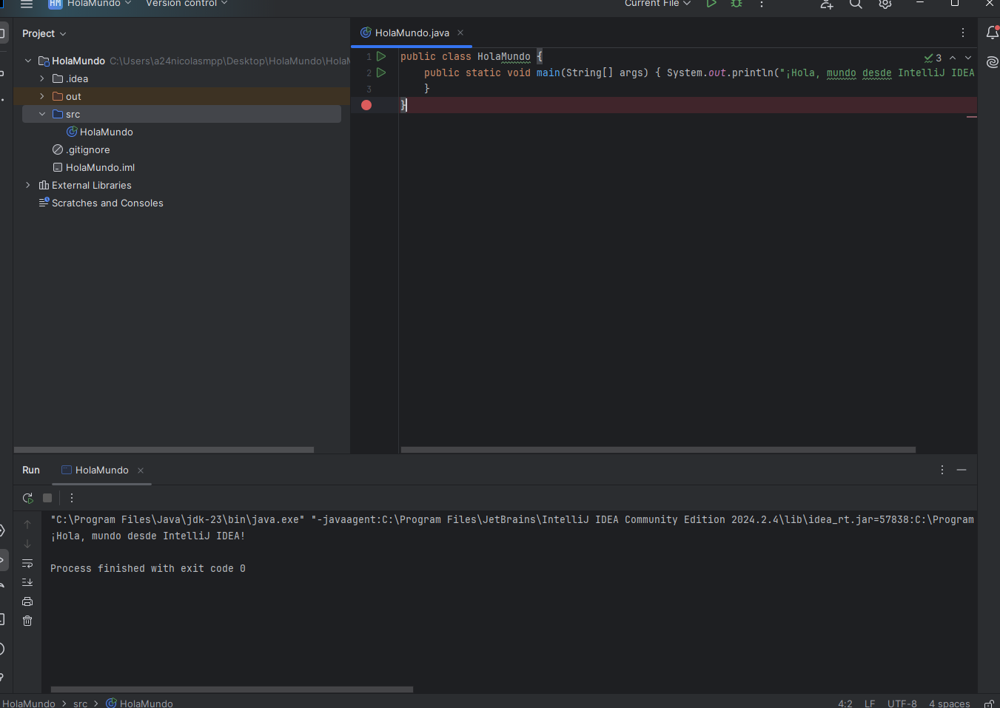 HM HolaMundo Version control Current File
Project
HolaMundo C:\Users\a24nicolasmpp\Desktop\HolaMundo\HolaM
.idea
out
src
HolaMundo
.gitignore
HolaMundo.iml
External Libraries
Scratches and Consoles
HolaMundo.java
3
1 public class HolaMundo {
2 public static void main(String[] args) { System.out.println("¡Hola, mundo desde IntelliJ IDEA
3 }
}
Run HolaMundo
"C:\Program Files\Java\jdk-23\bin\java.exe" "-javaagent:C:\Program Files\JetBrains\IntelliJ IDEA Community Edition 2024.2.4\lib\idea_rt.jar=57838:C:\Program
¡Hola, mundo desde IntelliJ IDEA!
Process finished with exit code 0
HolaMundo > src > HolaMundo 4:2 LF UTF-8 4 spaces